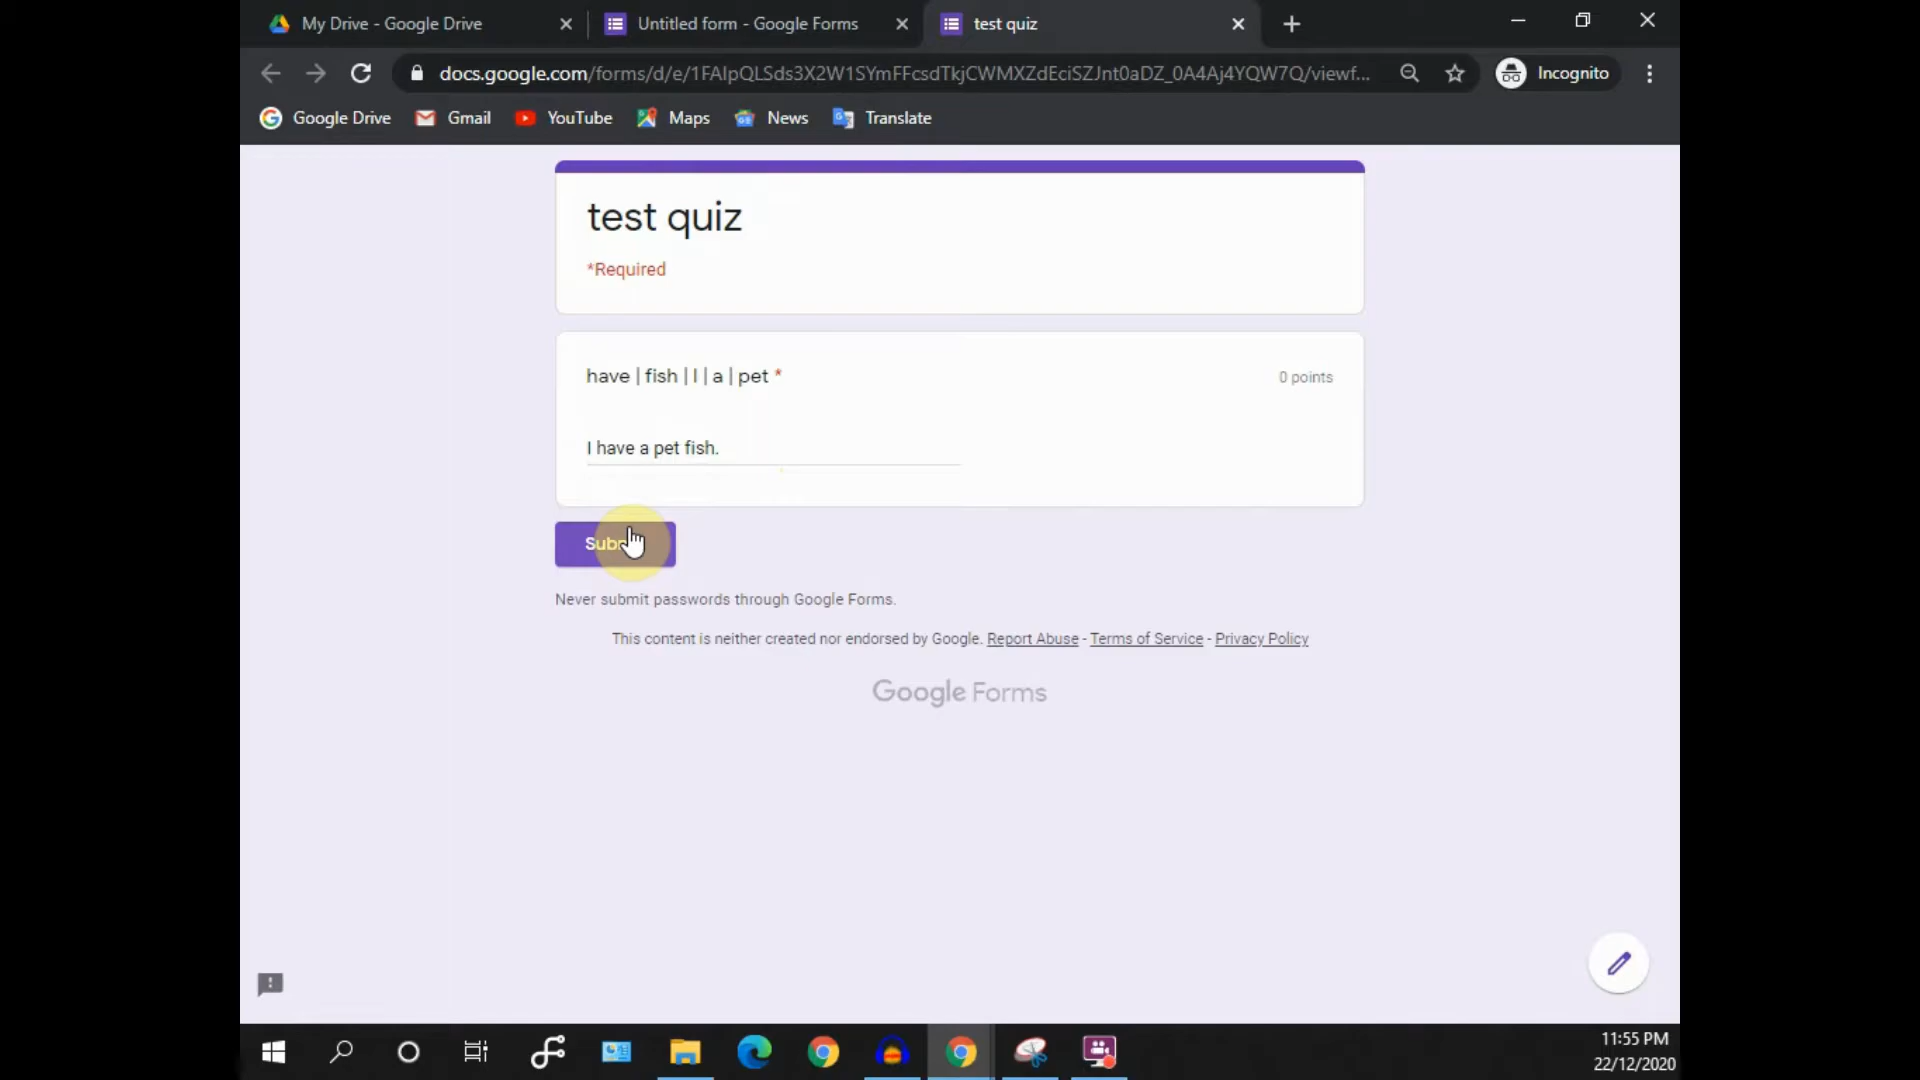 My Drive - Google Drive
Untitled form - Google Forms
test quiz
docs.google.com/forms/d/e/1FAIpQLSds3X2W1SYmFFcsdTkjCWMXZdEciSZJnt0aDZ_0A4Aj4YQW7Q/viewf...
Incognito
Google Drive
Gmail
YouTube
Maps
News
Translate
test quiz
*Required
have | fish | I | a | pet *
0 points
I have a pet fish.
Never submit passwords through Google Forms.
This content is neither created nor endorsed by Google. Report Abuse - Terms of Service - Privacy Policy
Google Forms
11:55 PM
22/12/2020